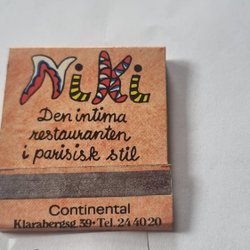 Niki
Den intima
restauranten
i parisisk stil
Continental
Klarabergsg 39 • Tel. 24 40 20